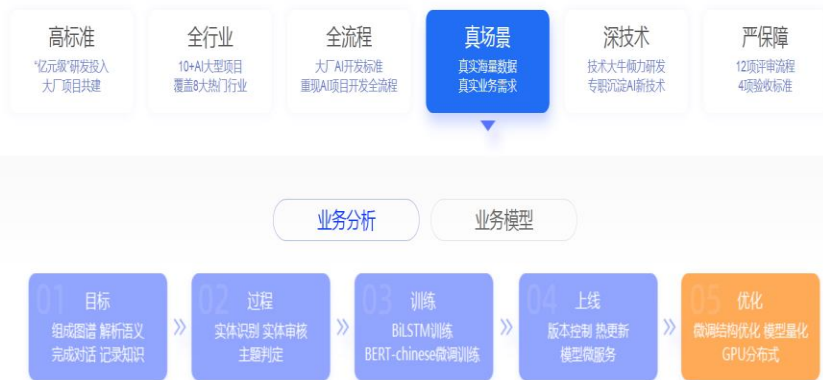 高标准
全行业
全流程
真场景
深技术
严保障
"亿元级"研发投入
大厂项目共建
10+AI大型项目
覆盖8大热门行业
大厂AI开发标准
重现AI项目开发全流程
真实海量数据
真实业务需求
技术大牛倾力研发
专职沉淀AI新技术
12项评审流程
4项验收标准
业务分析
业务模型
01
目标
组成图谱 解析语义
完成对话 记录知识
02
过程
实体识别 实体审核
主题判定
03
训练
BiLSTM训练
BERT-chinese微调训练
04
上线
版本控制 热更新
模型微服务
05
优化
微调结构优化 模型量化
GPU分布式